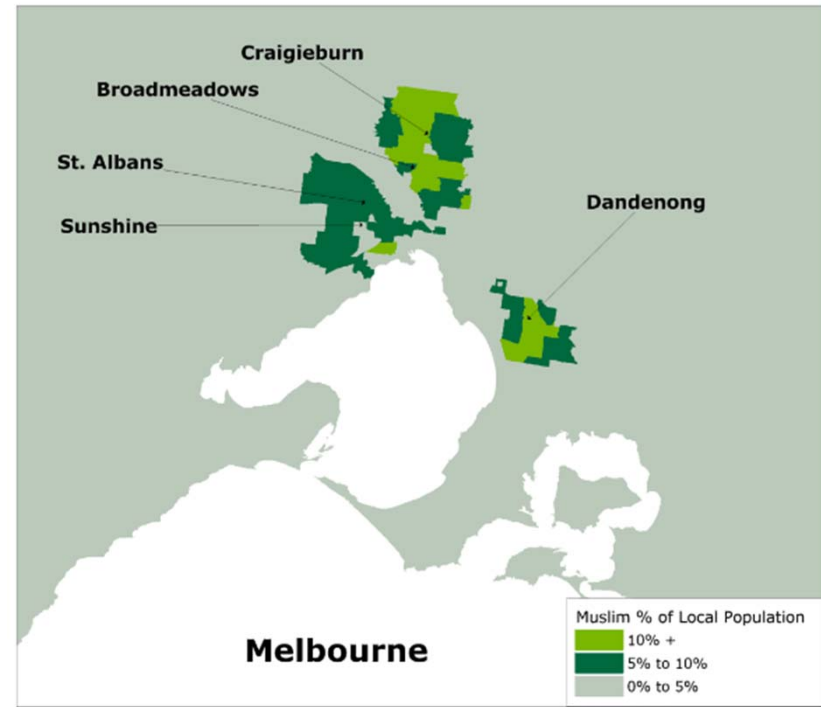 Craigieburn
Broadmeadows
St. Albans
Sunshine
Dandenong
Melbourne
Muslim % of Local Population
10% +
5% to 10%
0% to 5%